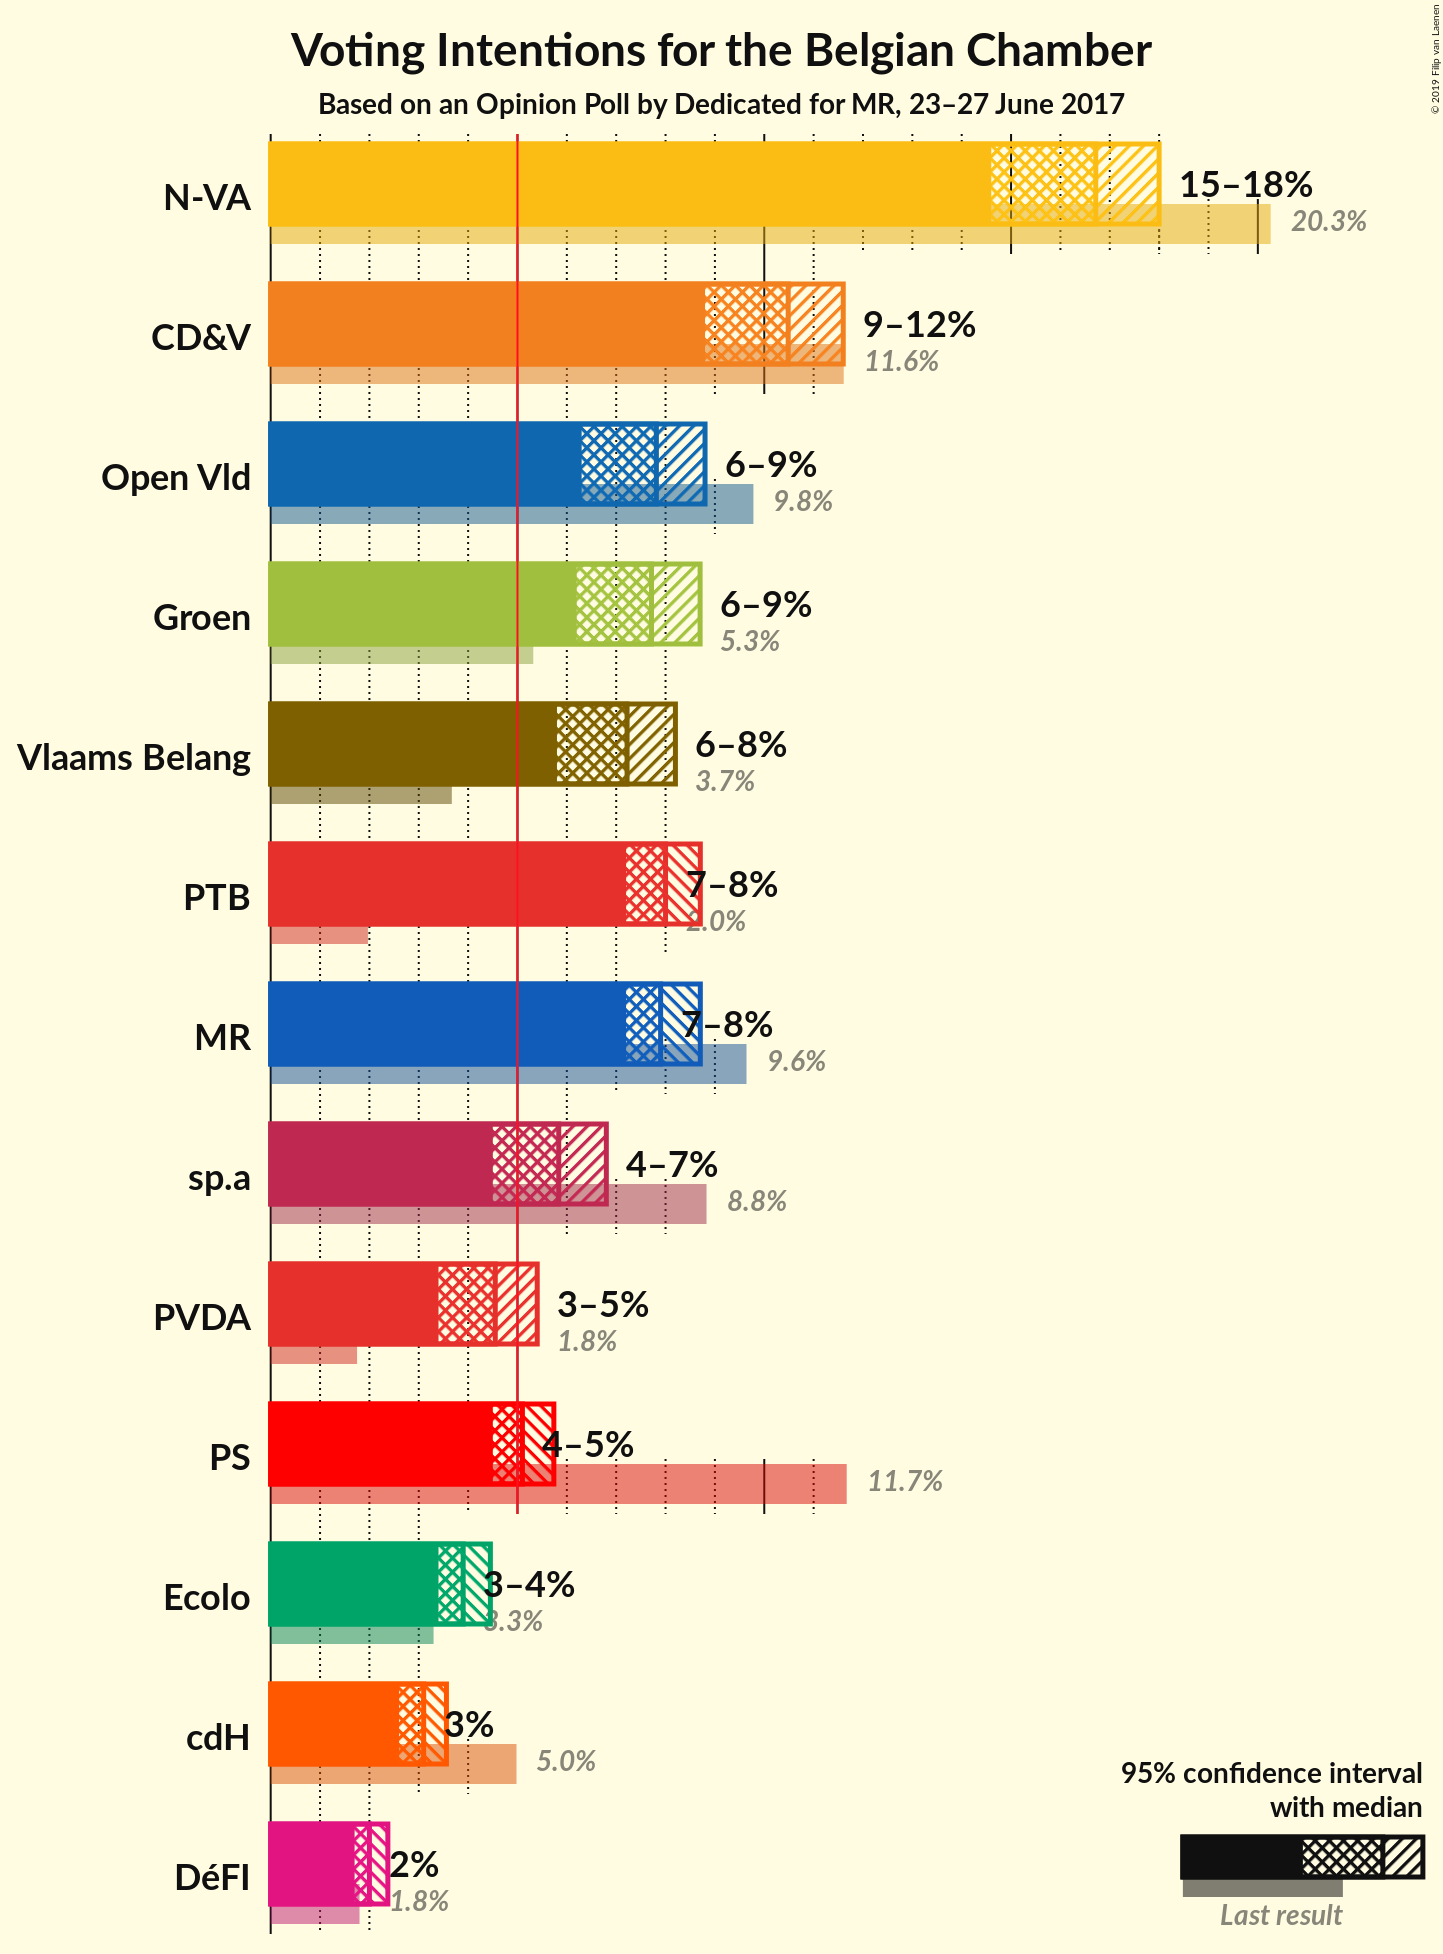 © 2019 Filip van Laenen
Voting Intentions for the Belgian Chamber
Based on an Opinion Poll by Dedicated for MR, 23–27 June 2017
N-VA
15–18%
20.3%
CD&V
9–12%
11.6%
Open Vld
6–9%
9.8%
Groen
6–9%
5.3%
Vlaams Belang
6–8%
3.7%
PTB
7–8%
2.0%
MR
7–8%
9.6%
sp.a
4–7%
8.8%
PVDA
3–5%
1.8%
PS
4–5%
11.7%
Ecolo
3–4%
3.3%
cdH
3%
5.0%
DéFI
2%
1.8%
95% confidence interval
with median
Last result